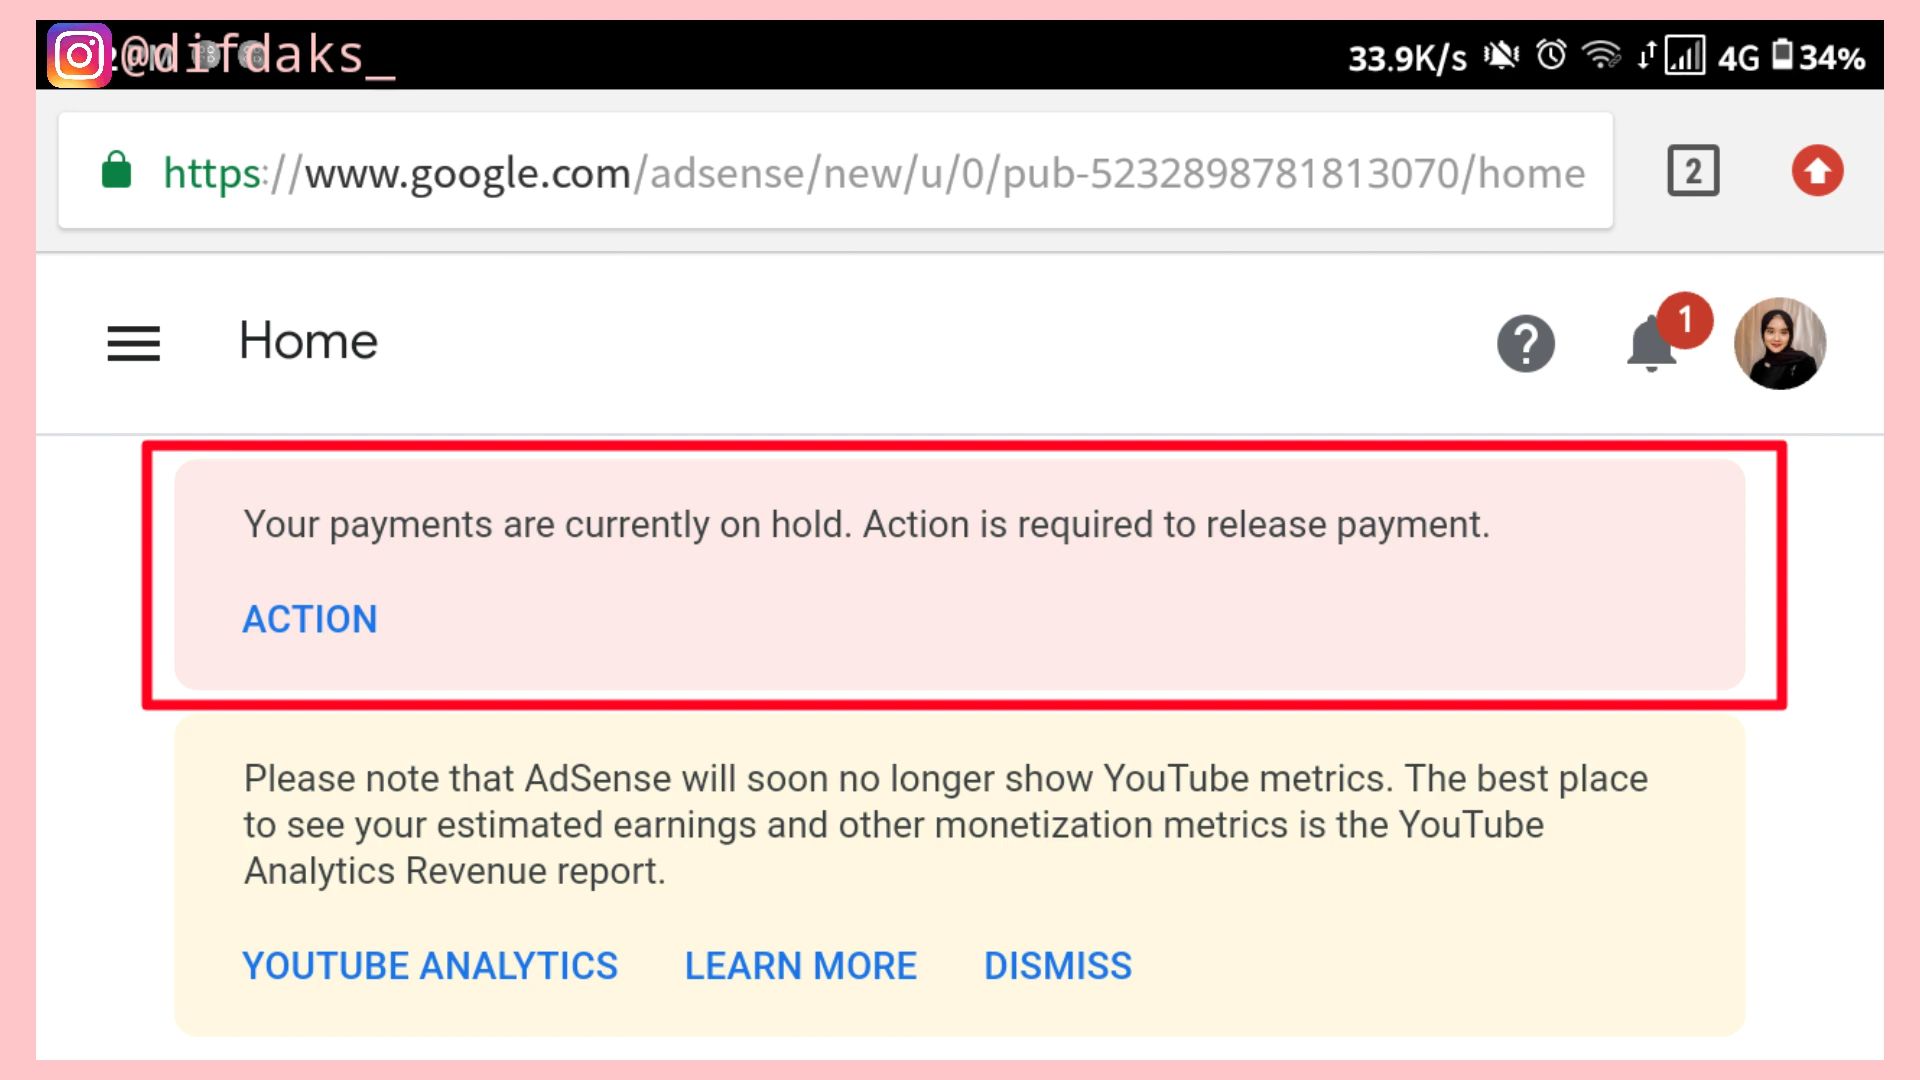 @difdaks_
33.9K/s 4G 34%
https://www.google.com/adsense/new/u/0/pub-5232898781813070/home
2
Home
1
Your payments are currently on hold. Action is required to release payment.
ACTION
Please note that AdSense will soon no longer show YouTube metrics. The best place
to see your estimated earnings and other monetization metrics is the YouTube
Analytics Revenue report.
YOUTUBE ANALYTICS LEARN MORE DISMISS